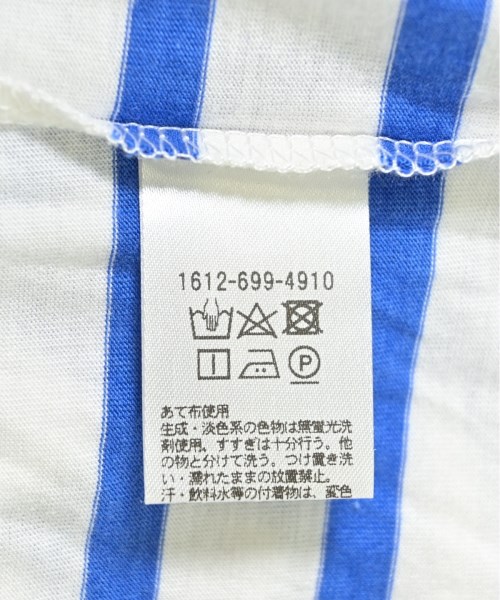 1612-699-4910
P
あて布使用
生成・淡色系の色物は無蛍光洗
剤使用。すすぎは十分行う。他
の物と分けて洗う。つけ置き洗
い・濡れたままの放置禁止。
汗・飲料水等の付着物は、変色